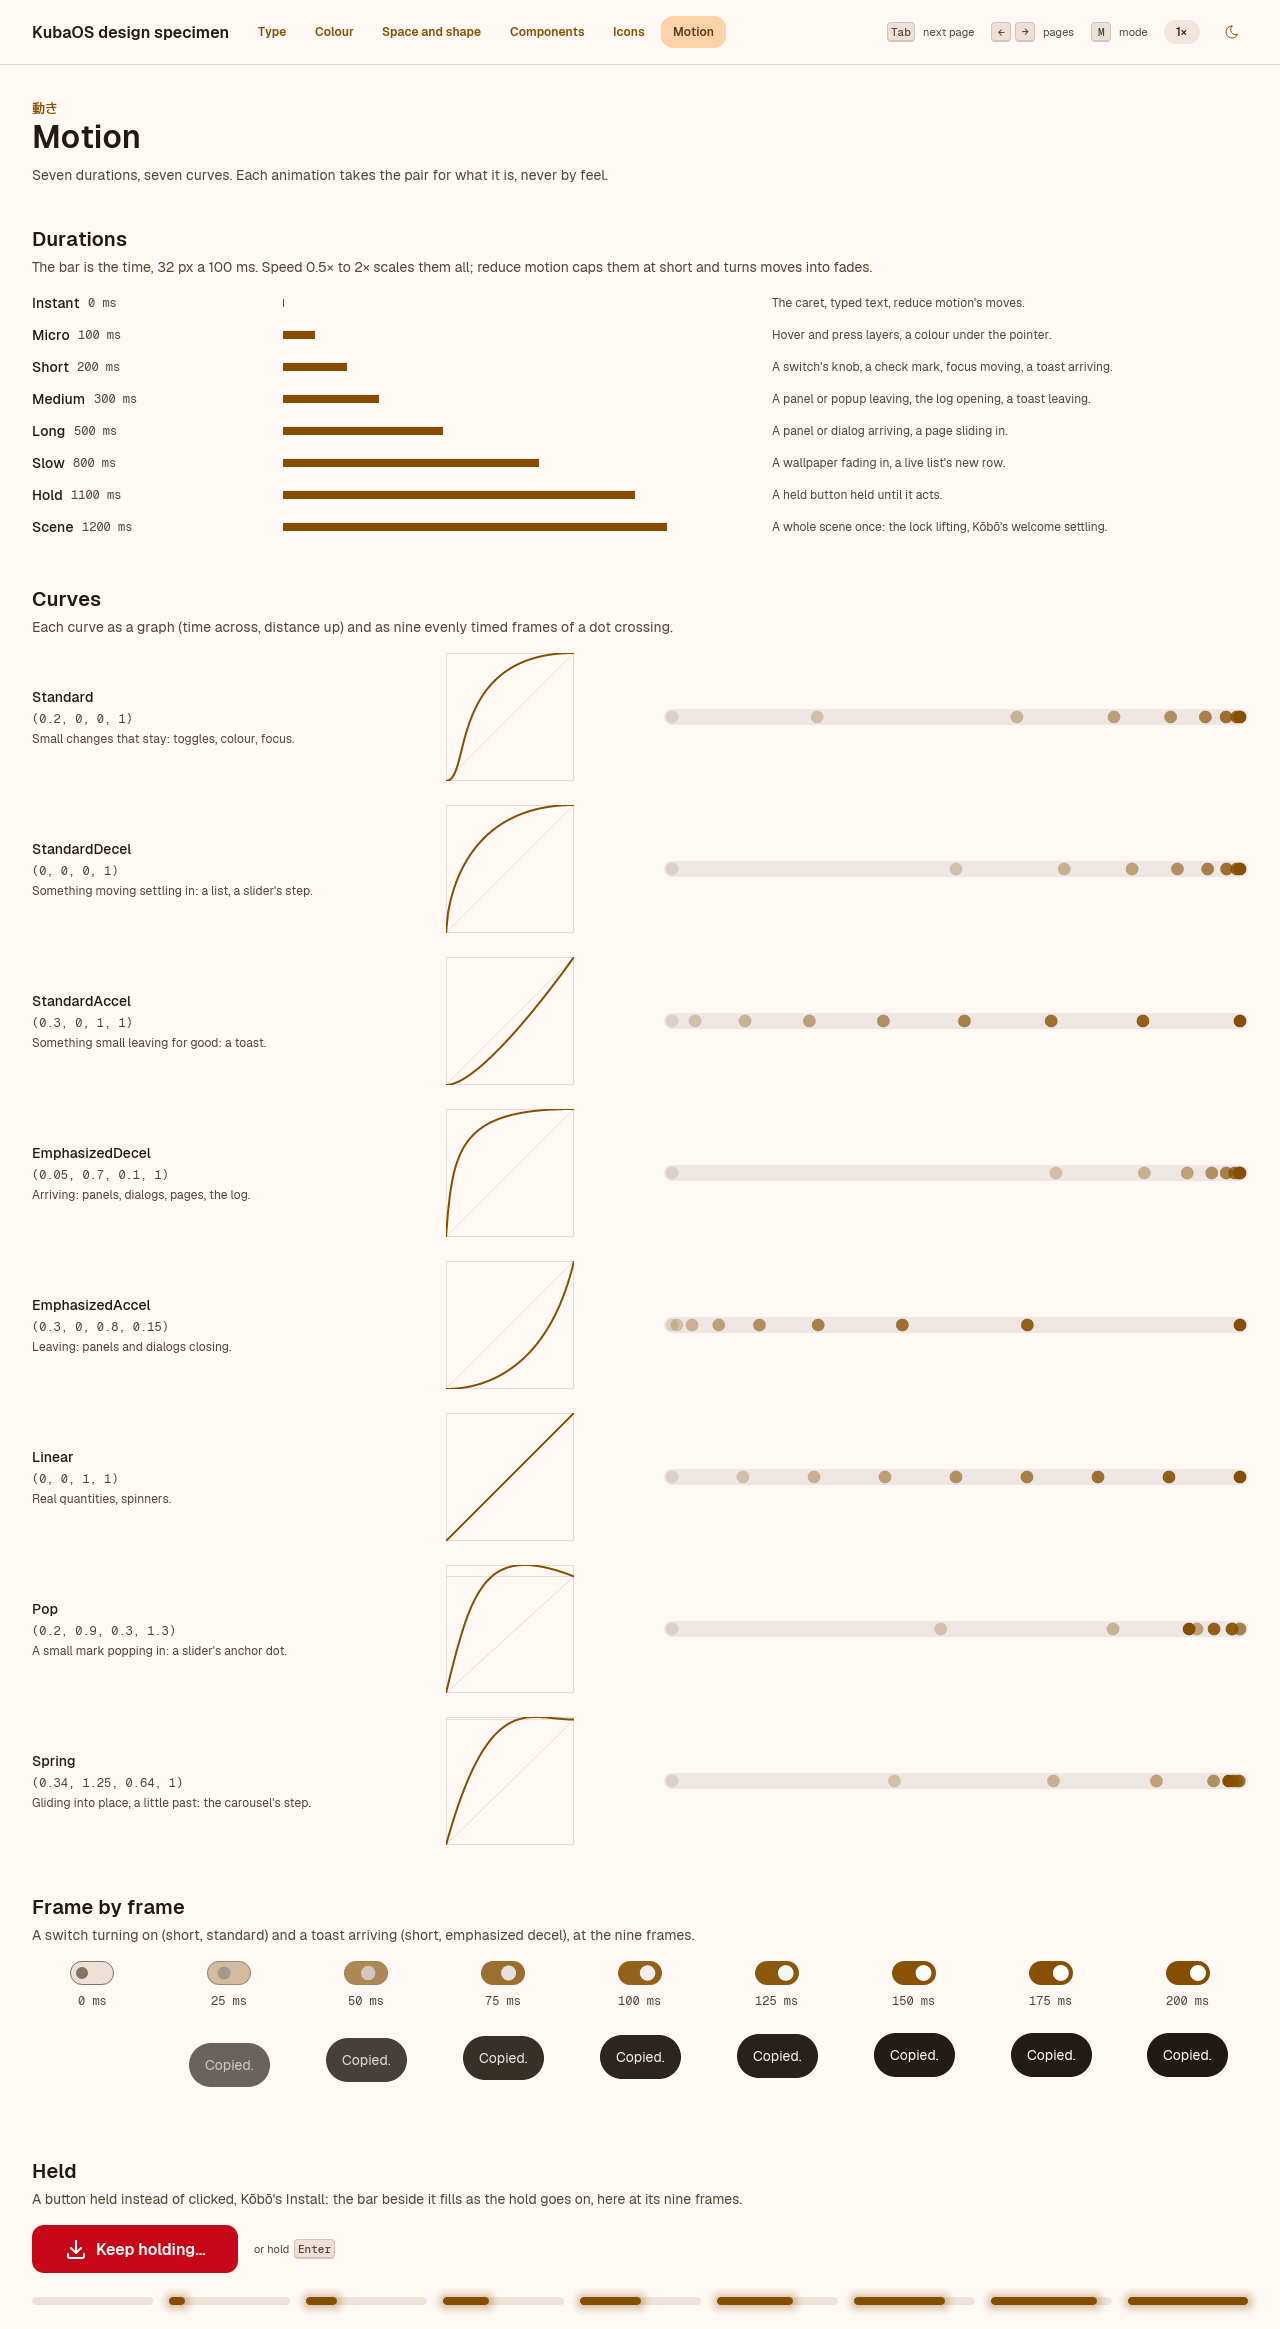 KubaOS design specimen Type Colour Space and shape Components Icons Motion Tab next page ← → pages M mode 1×
動き
Motion
Seven durations, seven curves. Each animation takes the pair for what it is, never by feel.
Durations
The bar is the time, 32 px a 100 ms. Speed 0.5× to 2× scales them all; reduce motion caps them at short and turns moves into fades.
Instant 0 ms The caret, typed text, reduce motion's moves.
Micro 100 ms Hover and press layers, a colour under the pointer.
Short 200 ms A switch's knob, a check mark, focus moving, a toast arriving.
Medium 300 ms A panel or popup leaving, the log opening, a toast leaving.
Long 500 ms A panel or dialog arriving, a page sliding in.
Slow 800 ms A wallpaper fading in, a live list's new row.
Hold 1100 ms A held button held until it acts.
Scene 1200 ms A whole scene once: the lock lifting, Kōbō's welcome settling.
Curves
Each curve as a graph (time across, distance up) and as nine evenly timed frames of a dot crossing.
Standard
(0.2, 0, 0, 1)
Small changes that stay: toggles, colour, focus.
StandardDecel
(0, 0, 0, 1)
Something moving settling in: a list, a slider's step.
StandardAccel
(0.3, 0, 1, 1)
Something small leaving for good: a toast.
EmphasizedDecel
(0.05, 0.7, 0.1, 1)
Arriving: panels, dialogs, pages, the log.
EmphasizedAccel
(0.3, 0, 0.8, 0.15)
Leaving: panels and dialogs closing.
Linear
(0, 0, 1, 1)
Real quantities, spinners.
Pop
(0.2, 0.9, 0.3, 1.3)
A small mark popping in: a slider's anchor dot.
Spring
(0.34, 1.25, 0.64, 1)
Gliding into place, a little past: the carousel's step.
Frame by frame
A switch turning on (short, standard) and a toast arriving (short, emphasized decel), at the nine frames.
0 ms 25 ms 50 ms 75 ms 100 ms 125 ms 150 ms 175 ms 200 ms
Copied. Copied. Copied. Copied. Copied. Copied. Copied. Copied.
Held
A button held instead of clicked, Kōbō's Install: the bar beside it fills as the hold goes on, here at its nine frames.
Keep holding… or hold Enter